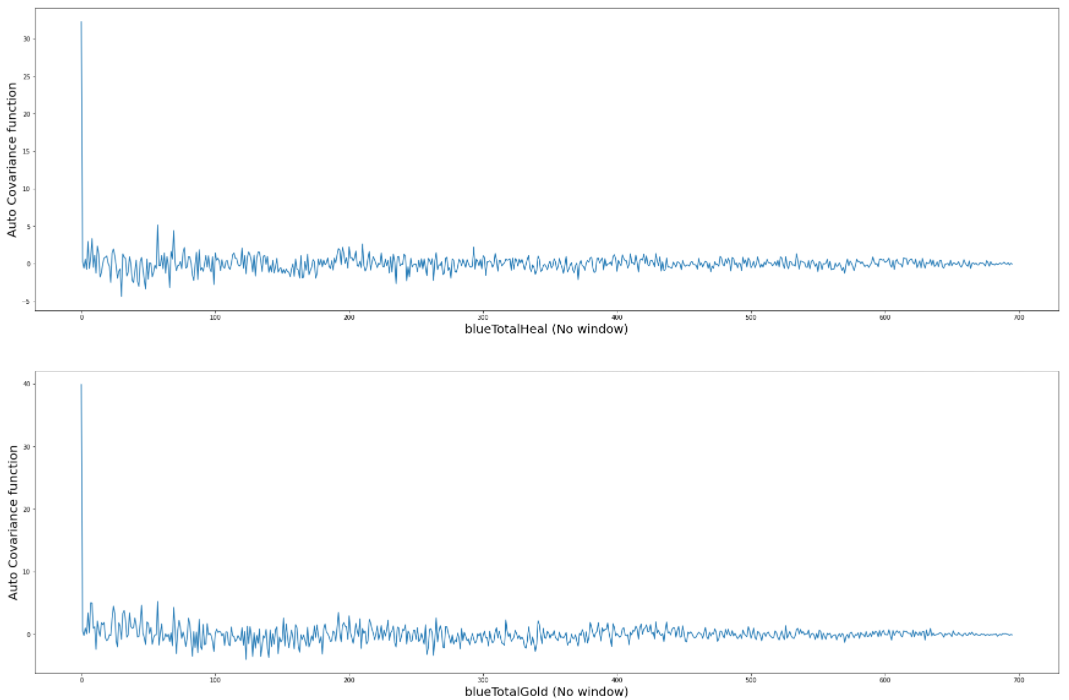 Auto Covariance function
30
25
20
15
10
5
0
−5
0 100 200 300 400 500 600 700
blueTotalHeal (No window)
Auto Covariance function
40
30
20
10
0
0 100 200 300 400 500 600 700
blueTotalGold (No window)